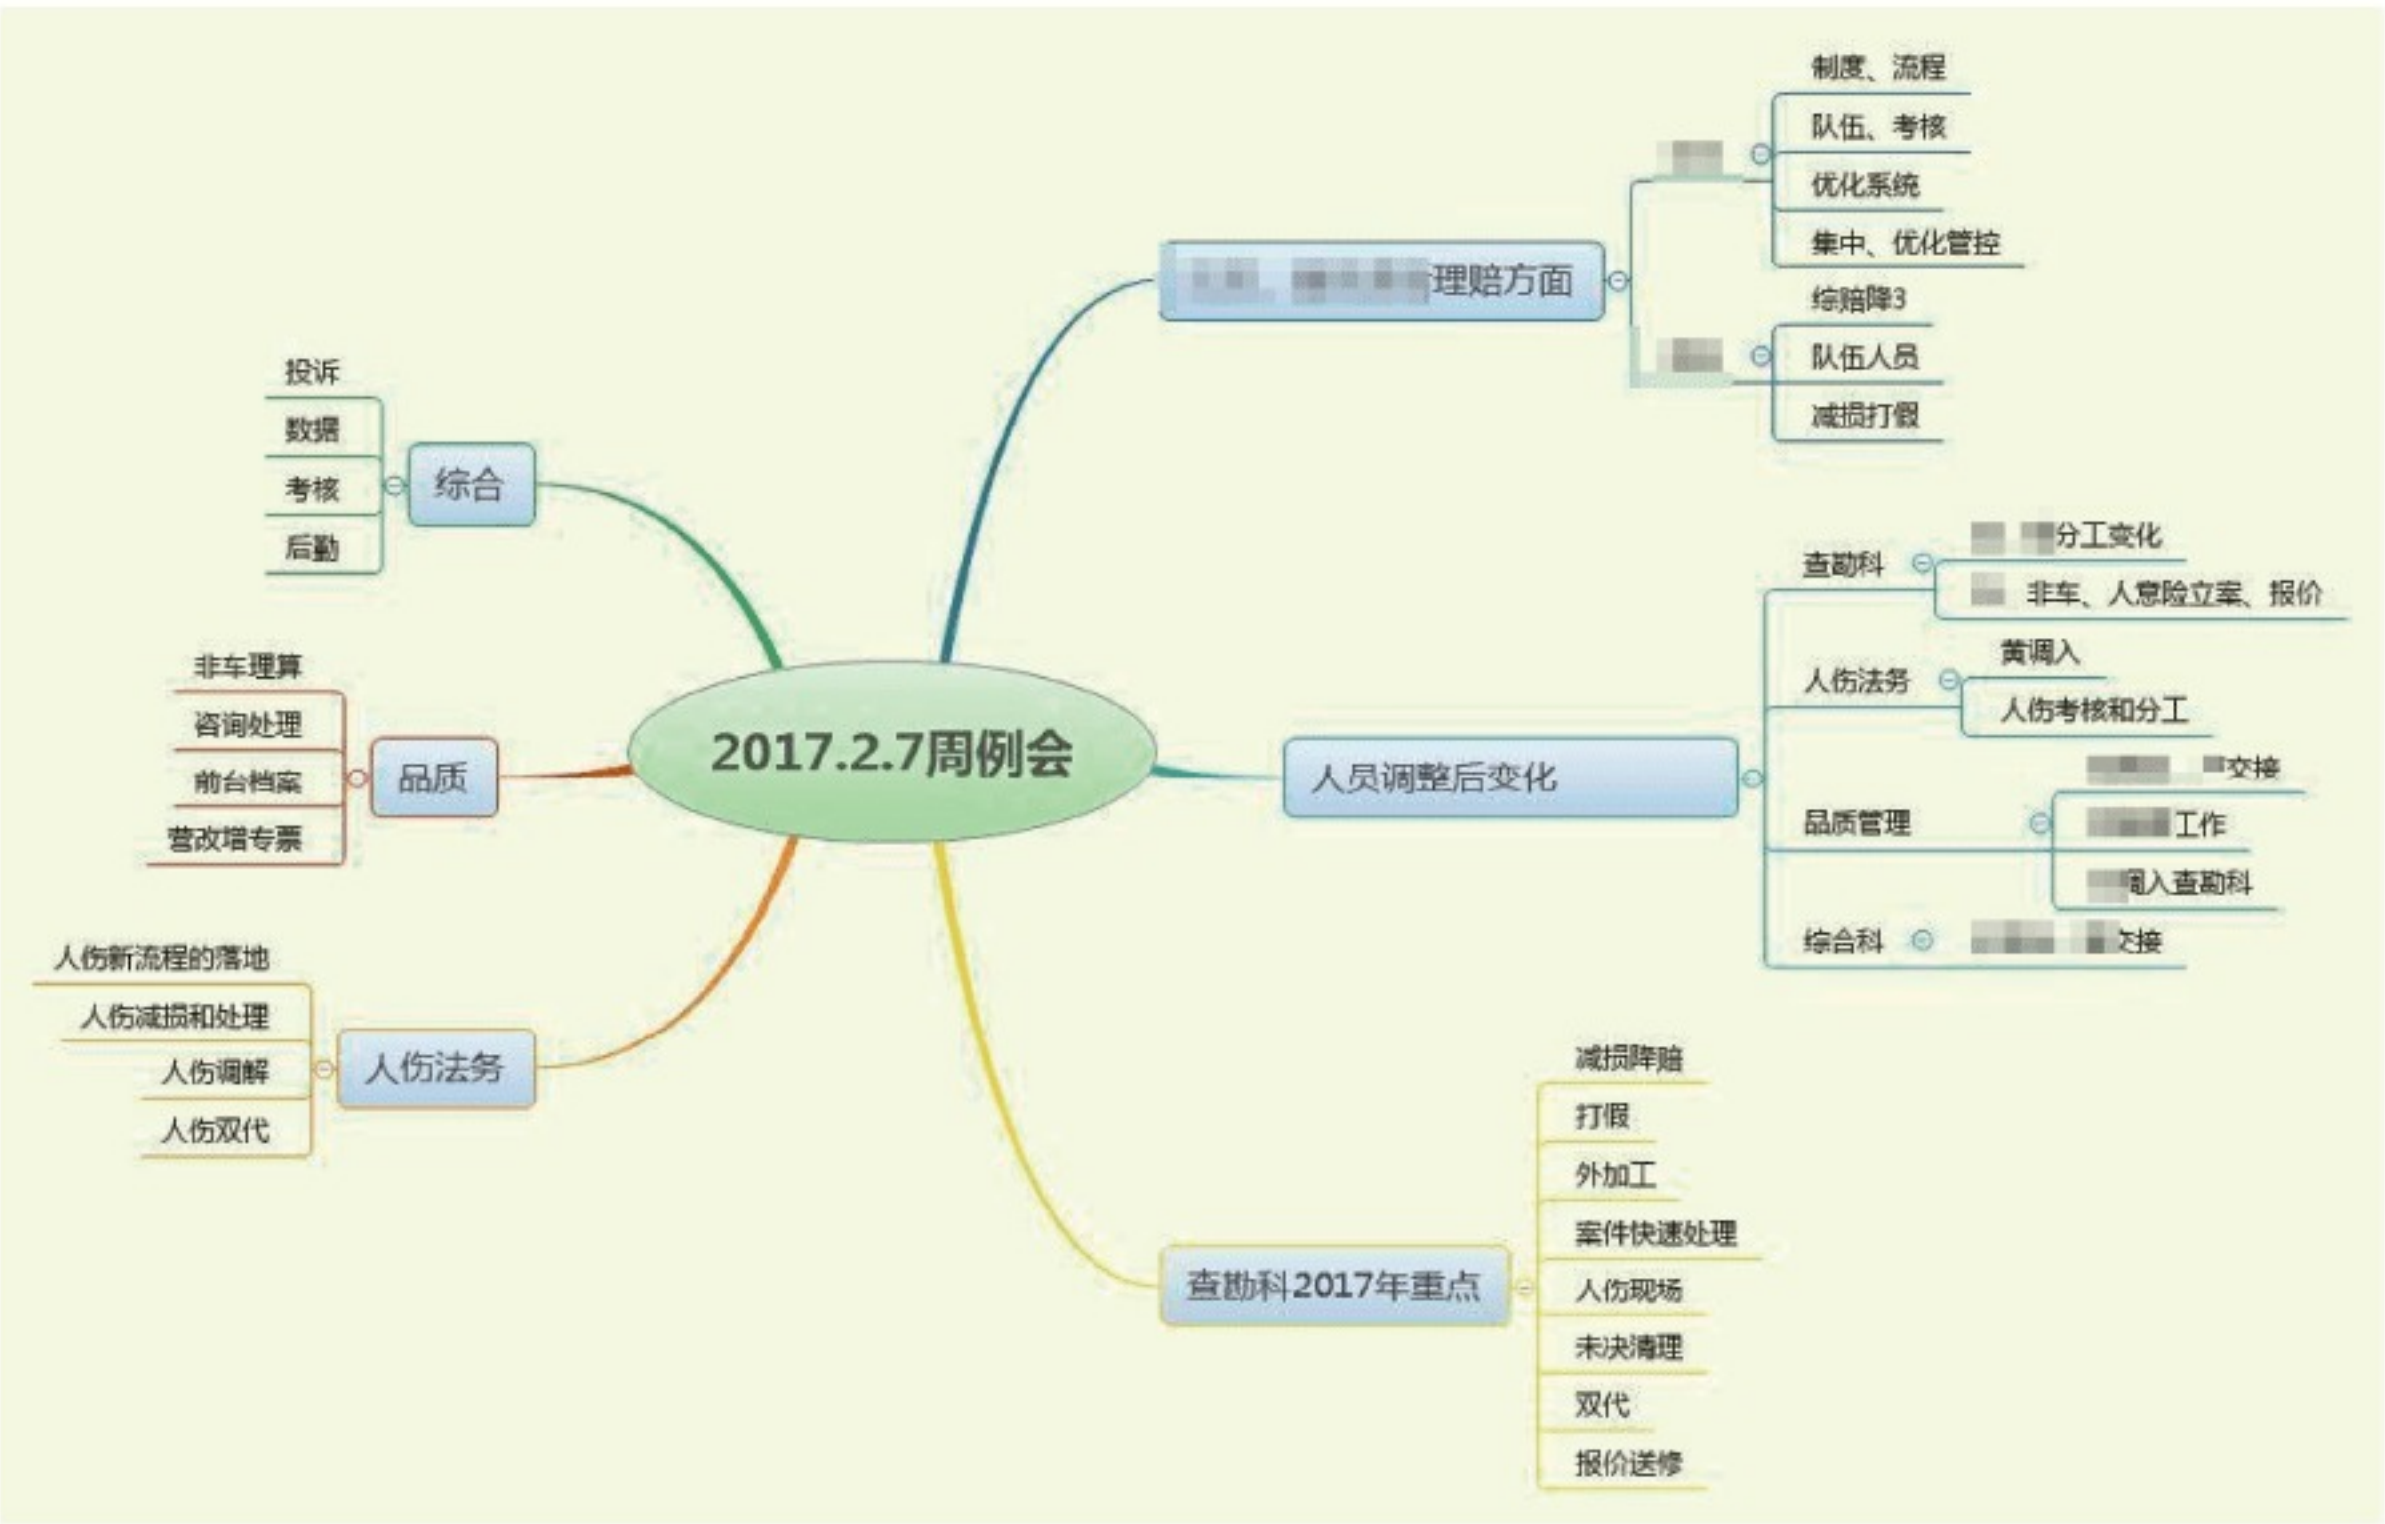 2017.2.7周例会
理赔方面
制度、流程
队伍、考核
优化系统
集中、优化管控
综赔降3
队伍人员
减损打假
人员调整后变化
查勘科
分工变化
非车、人意险立案、报价
人伤法务
黄调入
人伤考核和分工
品质管理
交接
工作
调入查勘科
综合科
交接
查勘科2017年重点
减损降赔
打假
外加工
案件快速处理
人伤现场
未决清理
双代
报价送修
人伤法务
人伤新流程的落地
人伤减损和处理
人伤调解
人伤双代
品质
非车理算
咨询处理
前台档案
营改增专票
综合
投诉
数据
考核
后勤